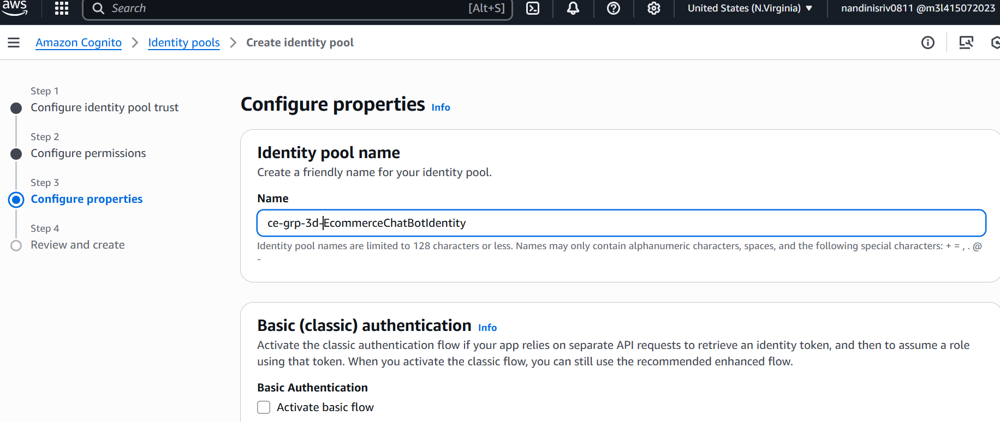 aws
Search [Alt+S] United States (N.Virginia) nandinisriv0811 @m3l415072023
Amazon Cognito Identity pools Create identity pool
Step 1
Configure identity pool trust
Step 2
Configure permissions
Step 3
Configure properties
Step 4
Review and create
Configure properties Info
Identity pool name
Create a friendly name for your identity pool.
Name
ce-grp-3d-EcommerceChatBotIdentity
Identity pool names are limited to 128 characters or less. Names may only contain alphanumeric characters, spaces, and the following special characters: + = , . @
-
Basic (classic) authentication Info
Activate the classic authentication flow if your app relies on separate API requests to retrieve an identity token, and then to assume a role
using that token. When you activate the classic flow, you can still use the recommended enhanced flow.
Basic Authentication
Activate basic flow